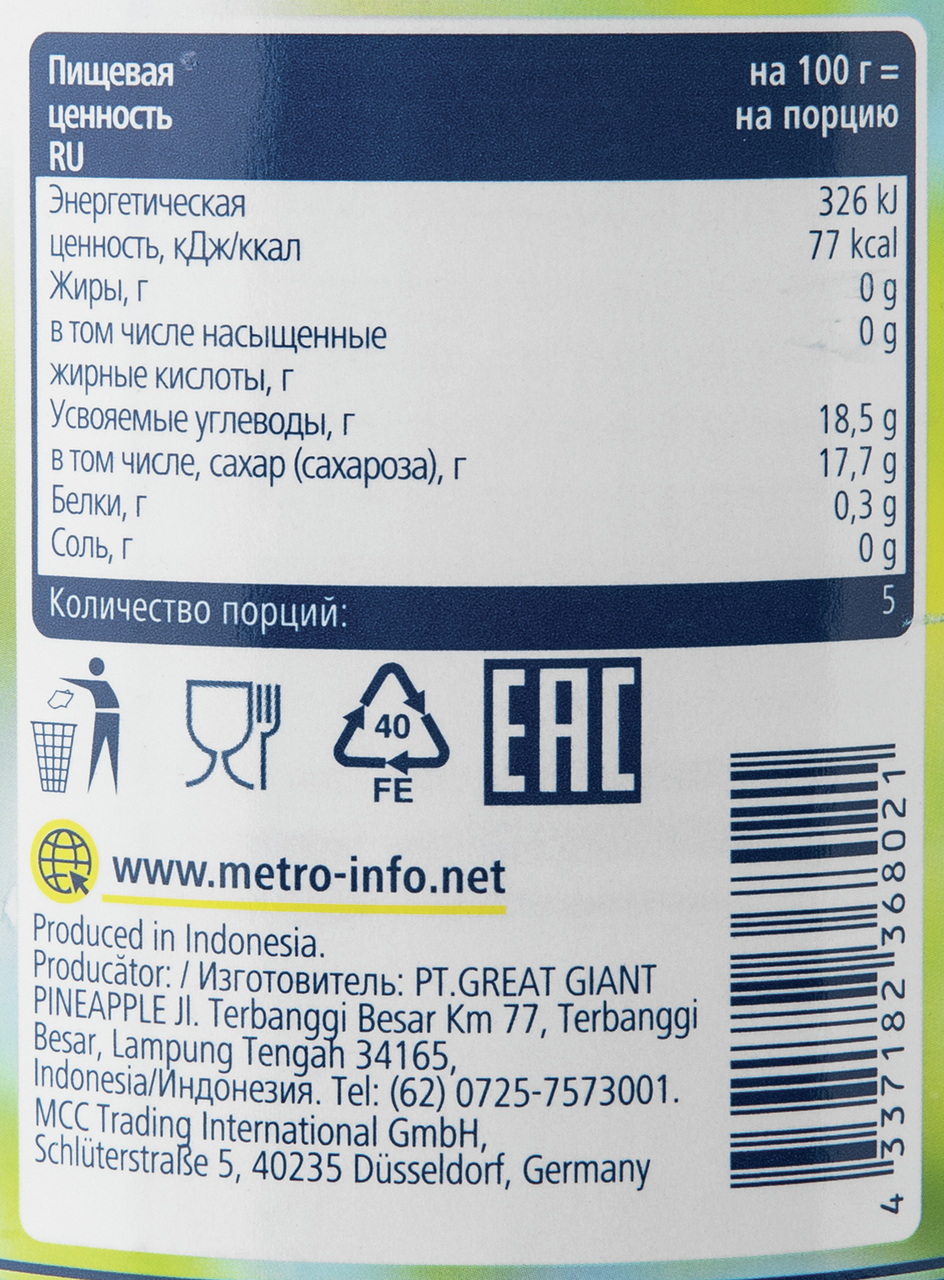 Пищевая
ценность
RU
на 100 г =
на порцию
Энергетическая 326 kJ
ценность, кДж/ккал 77 kcal
Жиры, г 0 g
в том числе насыщенные 0 g
жирные кислоты, г
Усвояемые углеводы, г 18,5 g
в том числе, сахар (сахароза), г 17,7 g
Белки, г 0,3 g
Соль, г 0 g
Количество порций: 5
40
FE
EAC
www.metro-info.net
Produced in Indonesia.
Producător: / Изготовитель: PT.GREAT GIANT
PINEAPPLE Jl. Terbanggi Besar Km 77, Terbanggi
Besar, Lampung Tengah 34165,
Indonesia/Индонезия. Tel: (62) 0725-7573001.
MCC Trading International GmbH,
Schlüterstraße 5, 40235 Düsseldorf, Germany
4 337182 368021